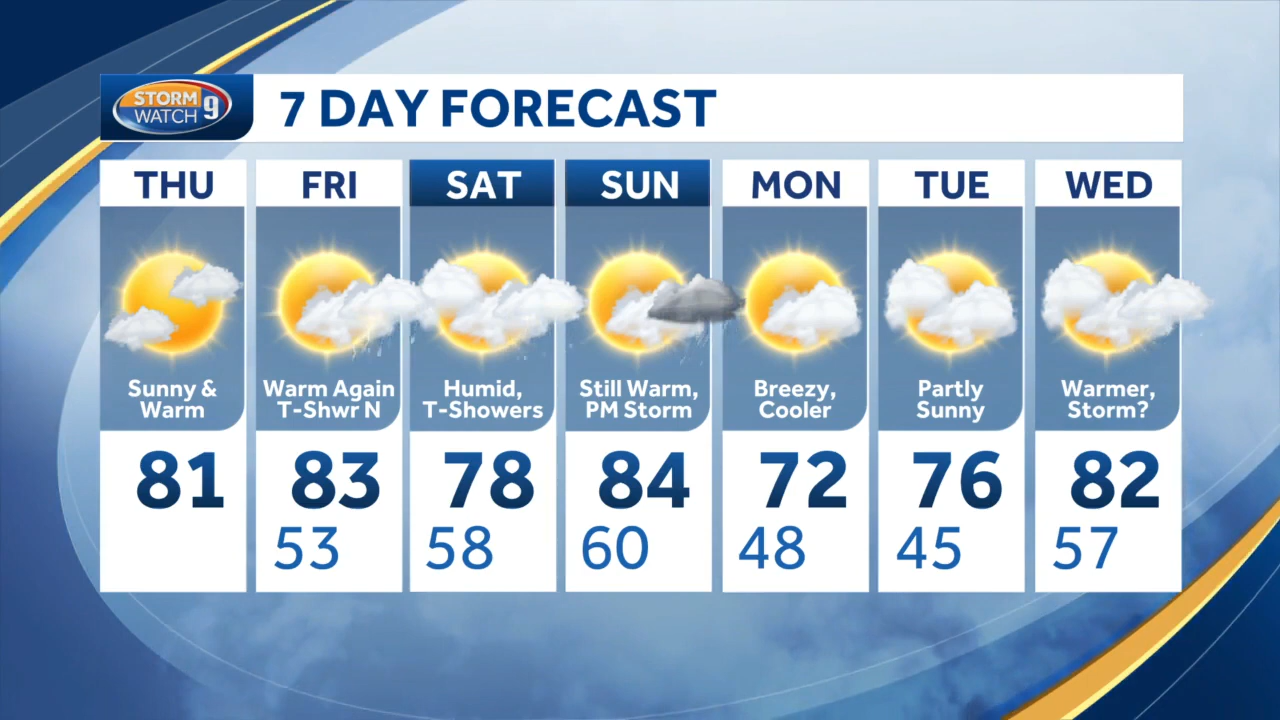 STORM
WATCH 9
7 DAY FORECAST
THU
FRI
SAT
SUN
MON
TUE
WED
Sunny &
Warm
Warm Again
T-Shwr N
Humid,
T-Showers
Still Warm,
PM Storm
Breezy,
Cooler
Partly
Sunny
Warmer,
Storm?
81
83
78
84
72
76
82
53
58
60
48
45
57